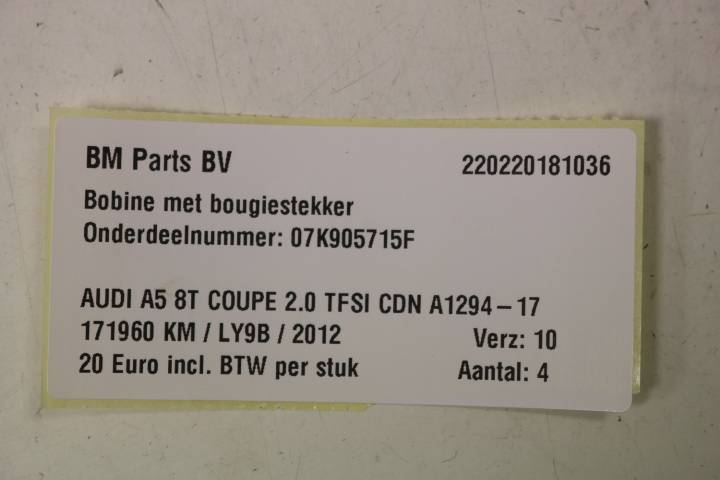 BM Parts BV 220220181036
Bobine met bougiestekker
Onderdeelnummer: 07K905715F
AUDI A5 8T COUPE 2.0 TFSI CDN A1294 – 17
171960 KM / LY9B / 2012 Verz: 10
20 Euro incl. BTW per stuk Aantal: 4